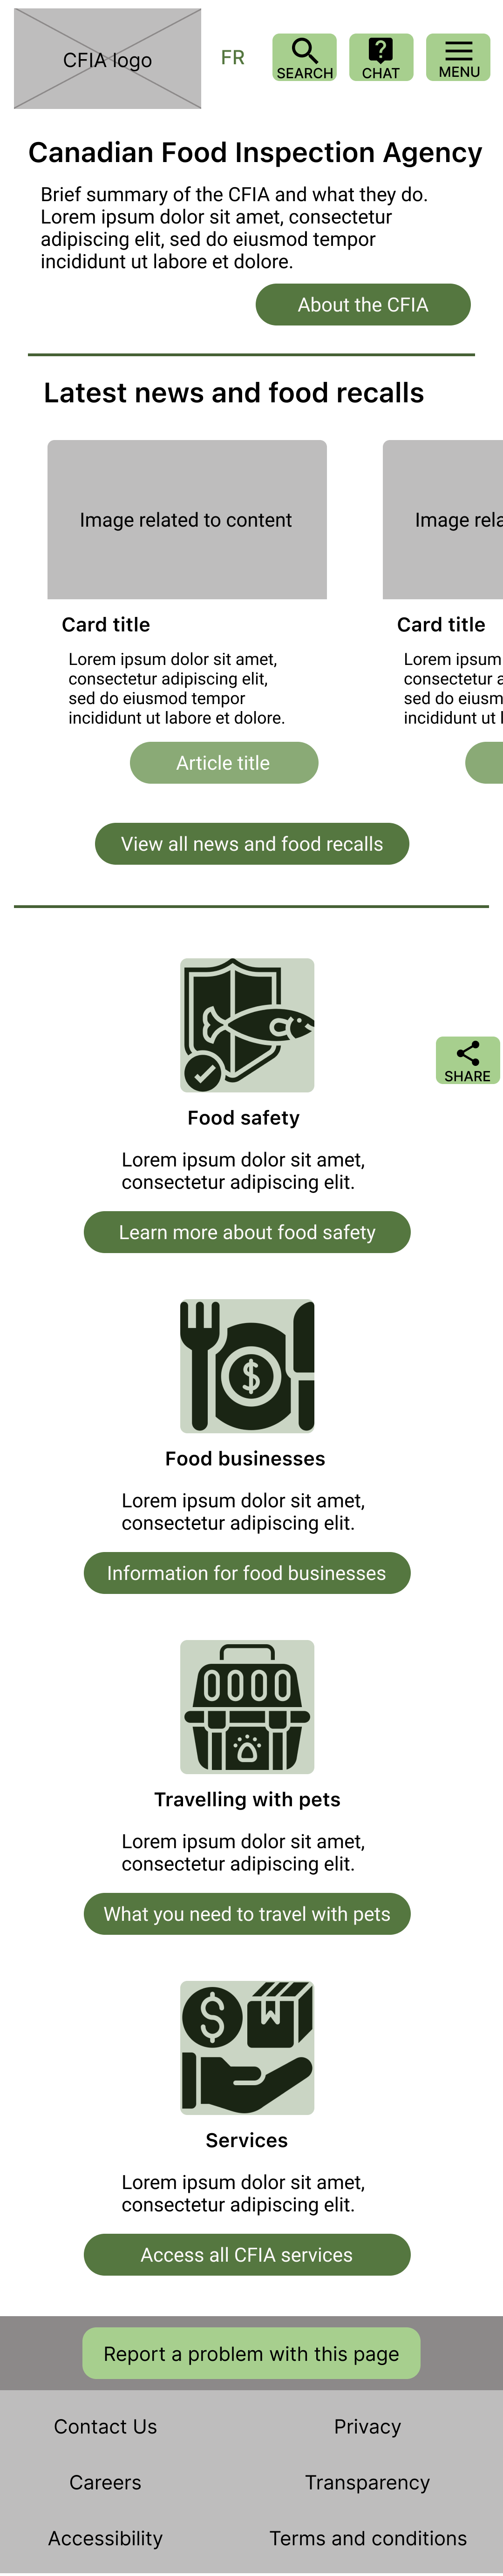 CFIA logo
FR
SEARCH
CHAT
MENU
Canadian Food Inspection Agency
Brief summary of the CFIA and what they do.
Lorem ipsum dolor sit amet, consectetur
adipiscing elit, sed do eiusmod tempor
incididunt ut labore et dolore.
About the CFIA
Latest news and food recalls
Image related to content
Card title
Lorem ipsum dolor sit amet,
consectetur adipiscing elit,
sed do eiusmod tempor
incididunt ut labore et dolore.
Article title
Image rela
Card title
Lorem ipsum
consectetur a
sed do eiusm
incididunt ut l
View all news and food recalls
$
Food safety
SHARE
Lorem ipsum dolor sit amet,
consectetur adipiscing elit.
Learn more about food safety
Food businesses
Lorem ipsum dolor sit amet,
consectetur adipiscing elit.
Information for food businesses
Travelling with pets
Lorem ipsum dolor sit amet,
consectetur adipiscing elit.
What you need to travel with pets
$
Services
Lorem ipsum dolor sit amet,
consectetur adipiscing elit.
Access all CFIA services
Report a problem with this page
Contact Us
Privacy
Careers
Transparency
Accessibility
Terms and conditions